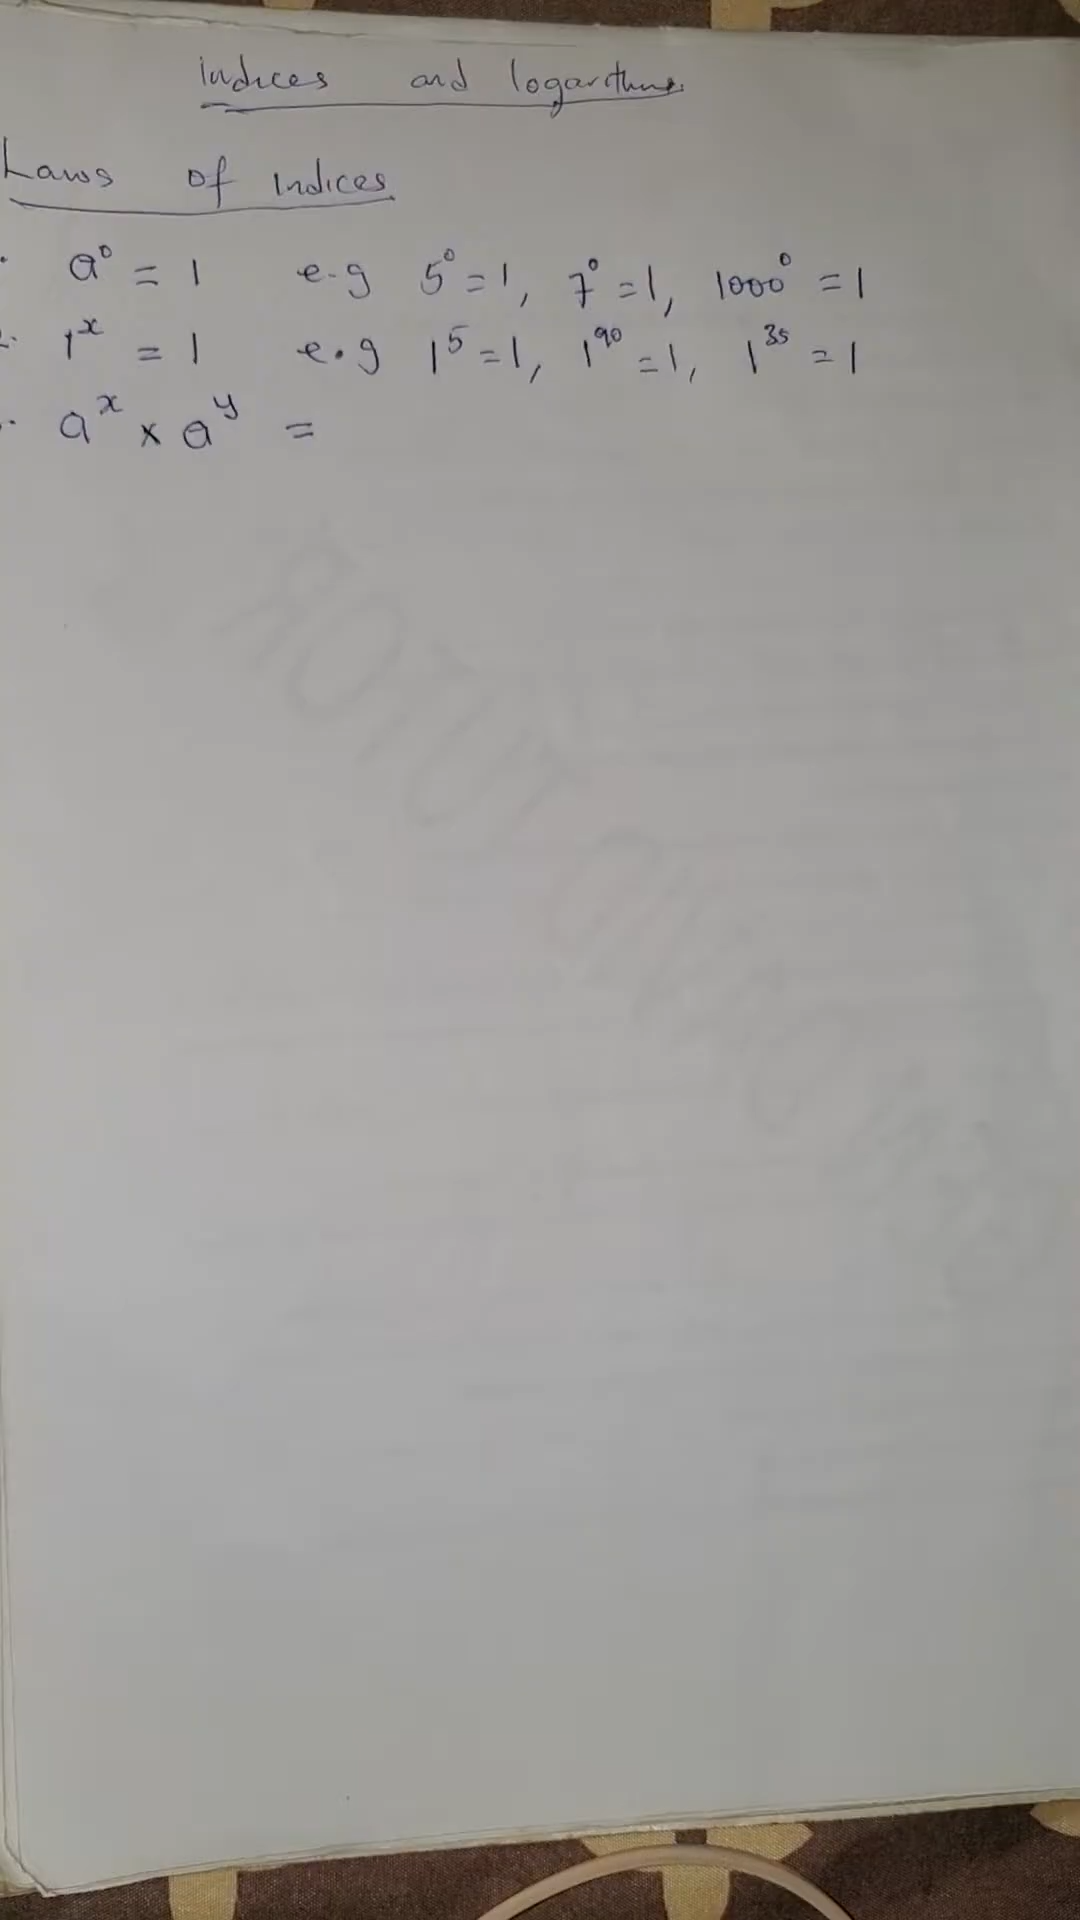 Indices and logarithms
Laws of Indices
a⁰ = 1 e.g 5⁰ = 1, 7⁰ = 1, 1000⁰ = 1
2. 1ˣ = 1 e.g 1⁵ = 1, 1⁹⁰ = 1, 1³⁵ = 1
aˣ × aʸ =